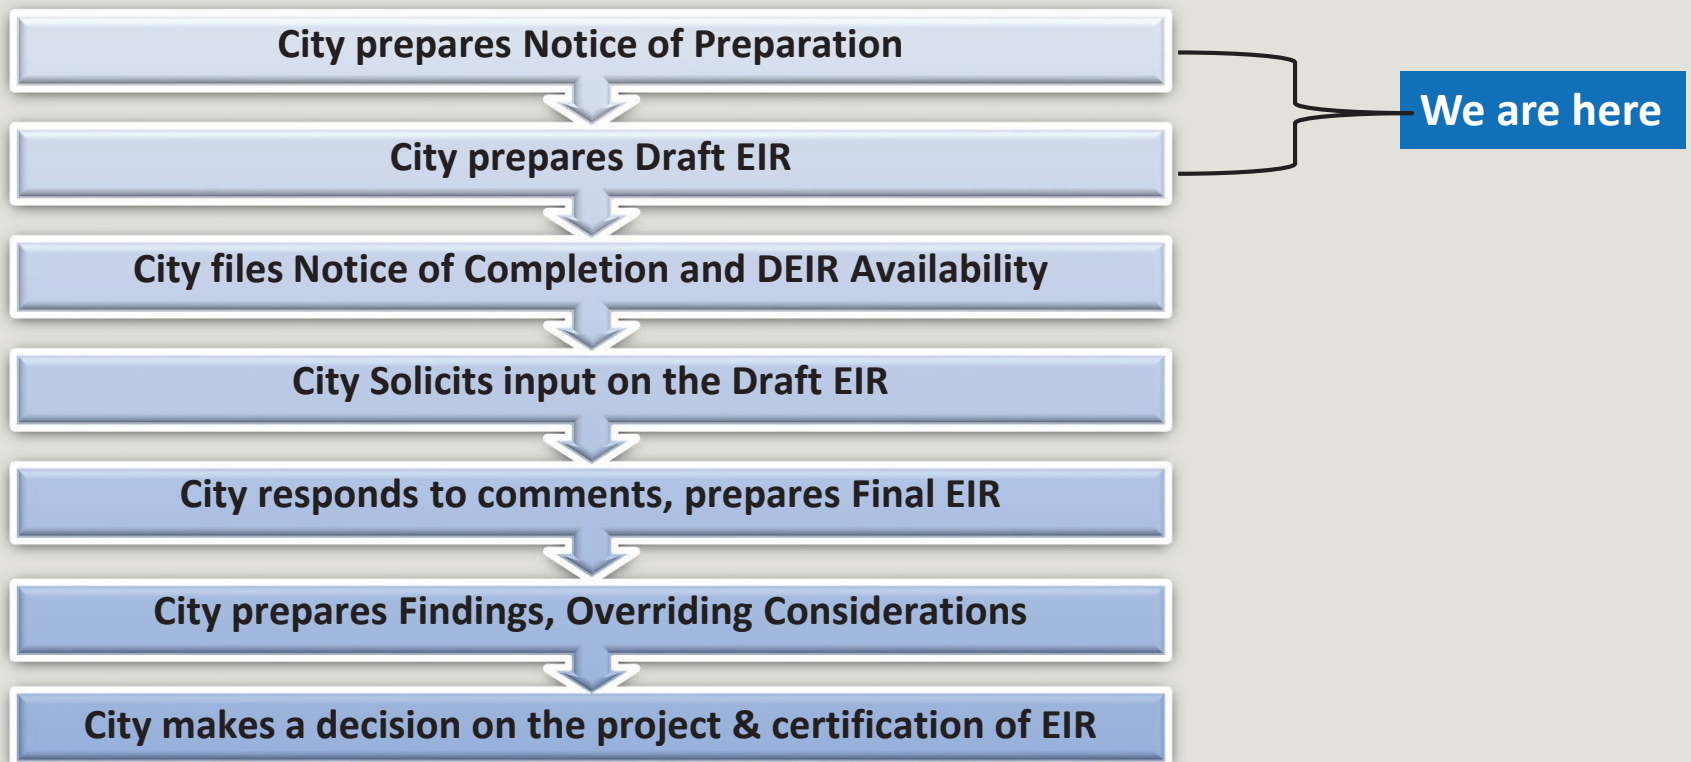 City prepares Notice of Preparation
We are here
City prepares Draft EIR
City files Notice of Completion and DEIR Availability
City Solicits input on the Draft EIR
City responds to comments, prepares Final EIR
City prepares Findings, Overriding Considerations
City makes a decision on the project & certification of EIR